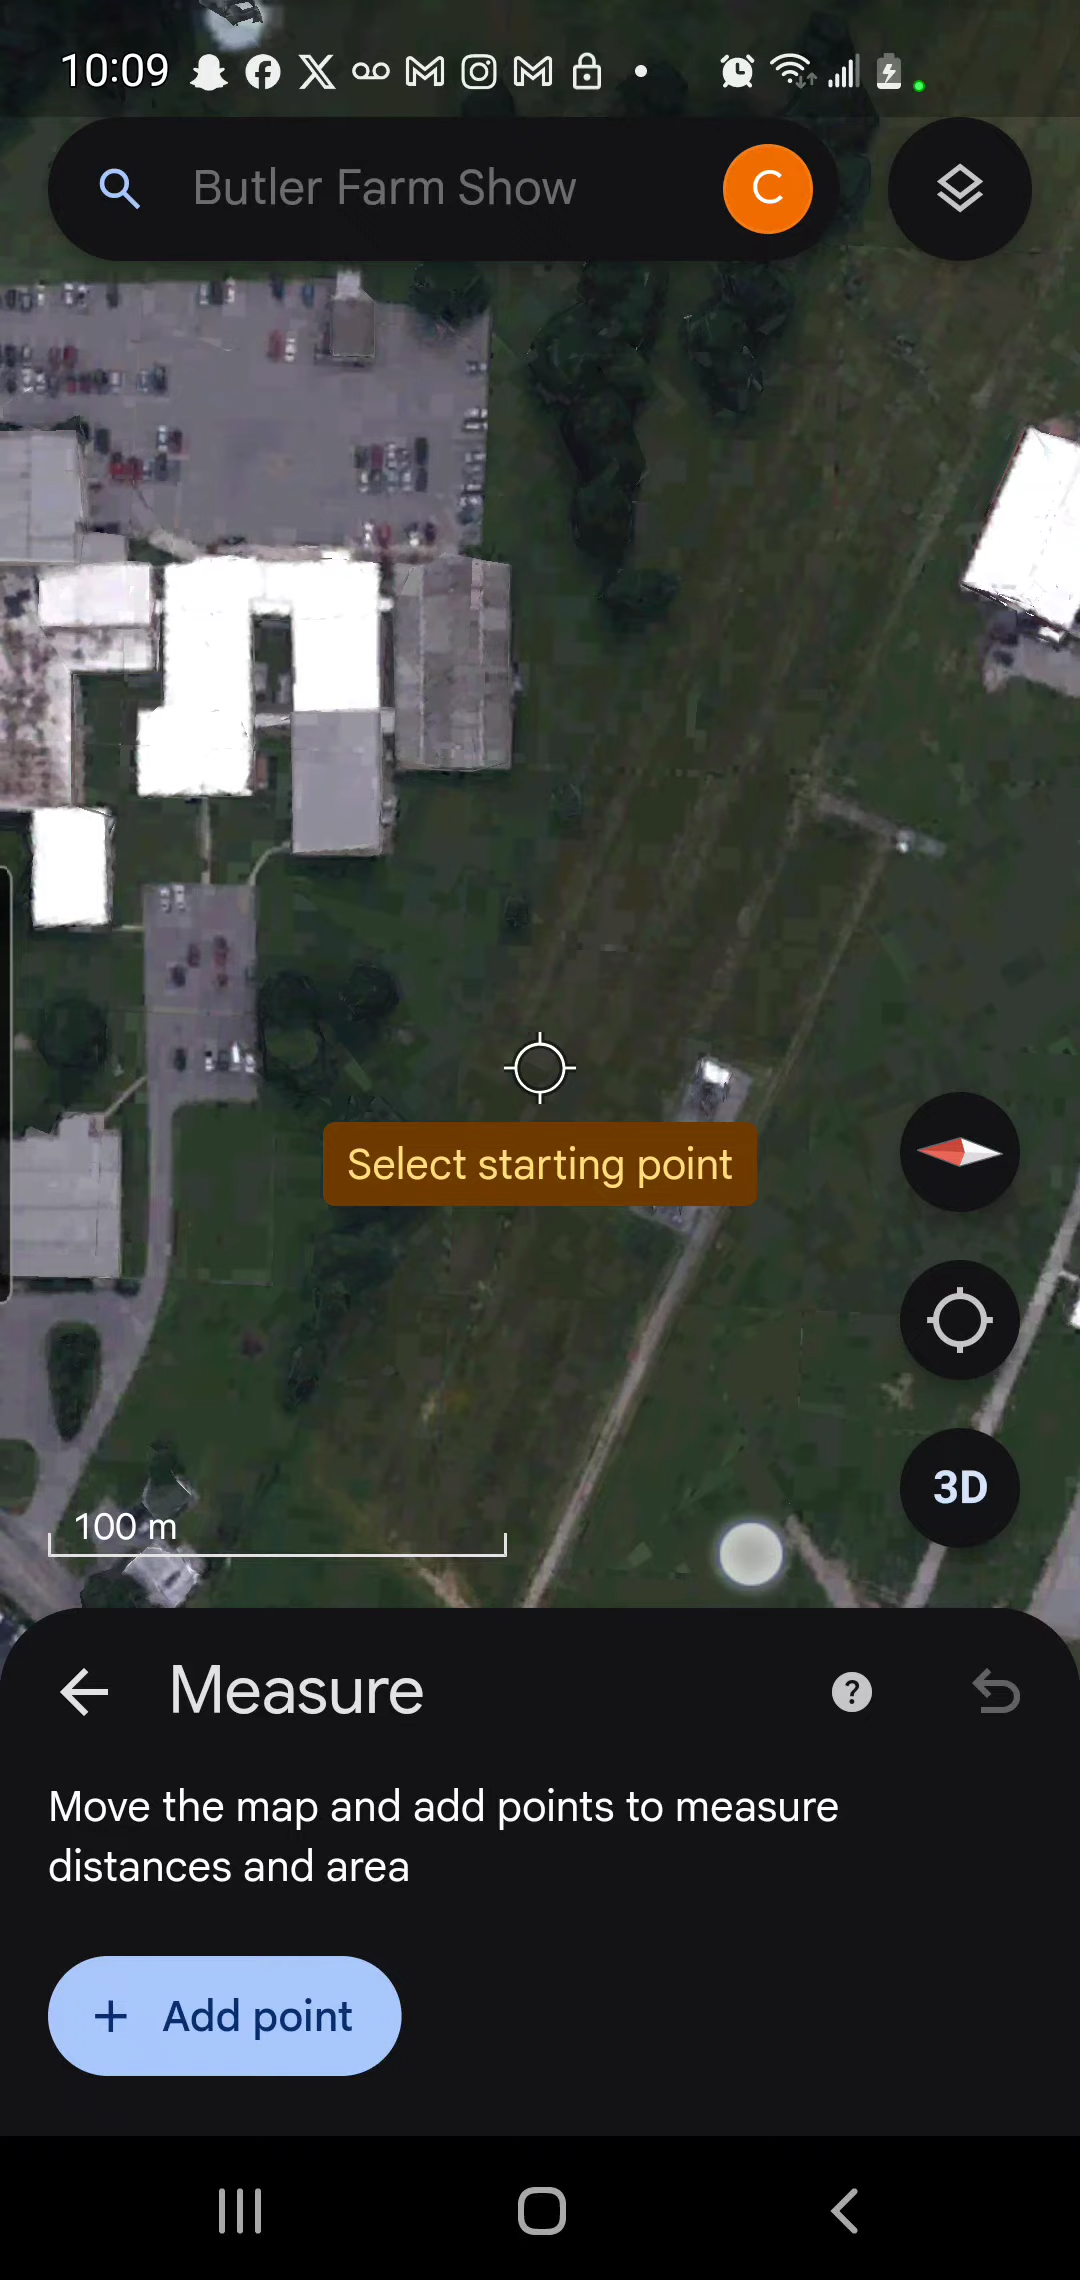 10:09
Butler Farm Show
C
Select starting point
3D
100 m
Measure
Move the map and add points to measure
distances and area
+ Add point